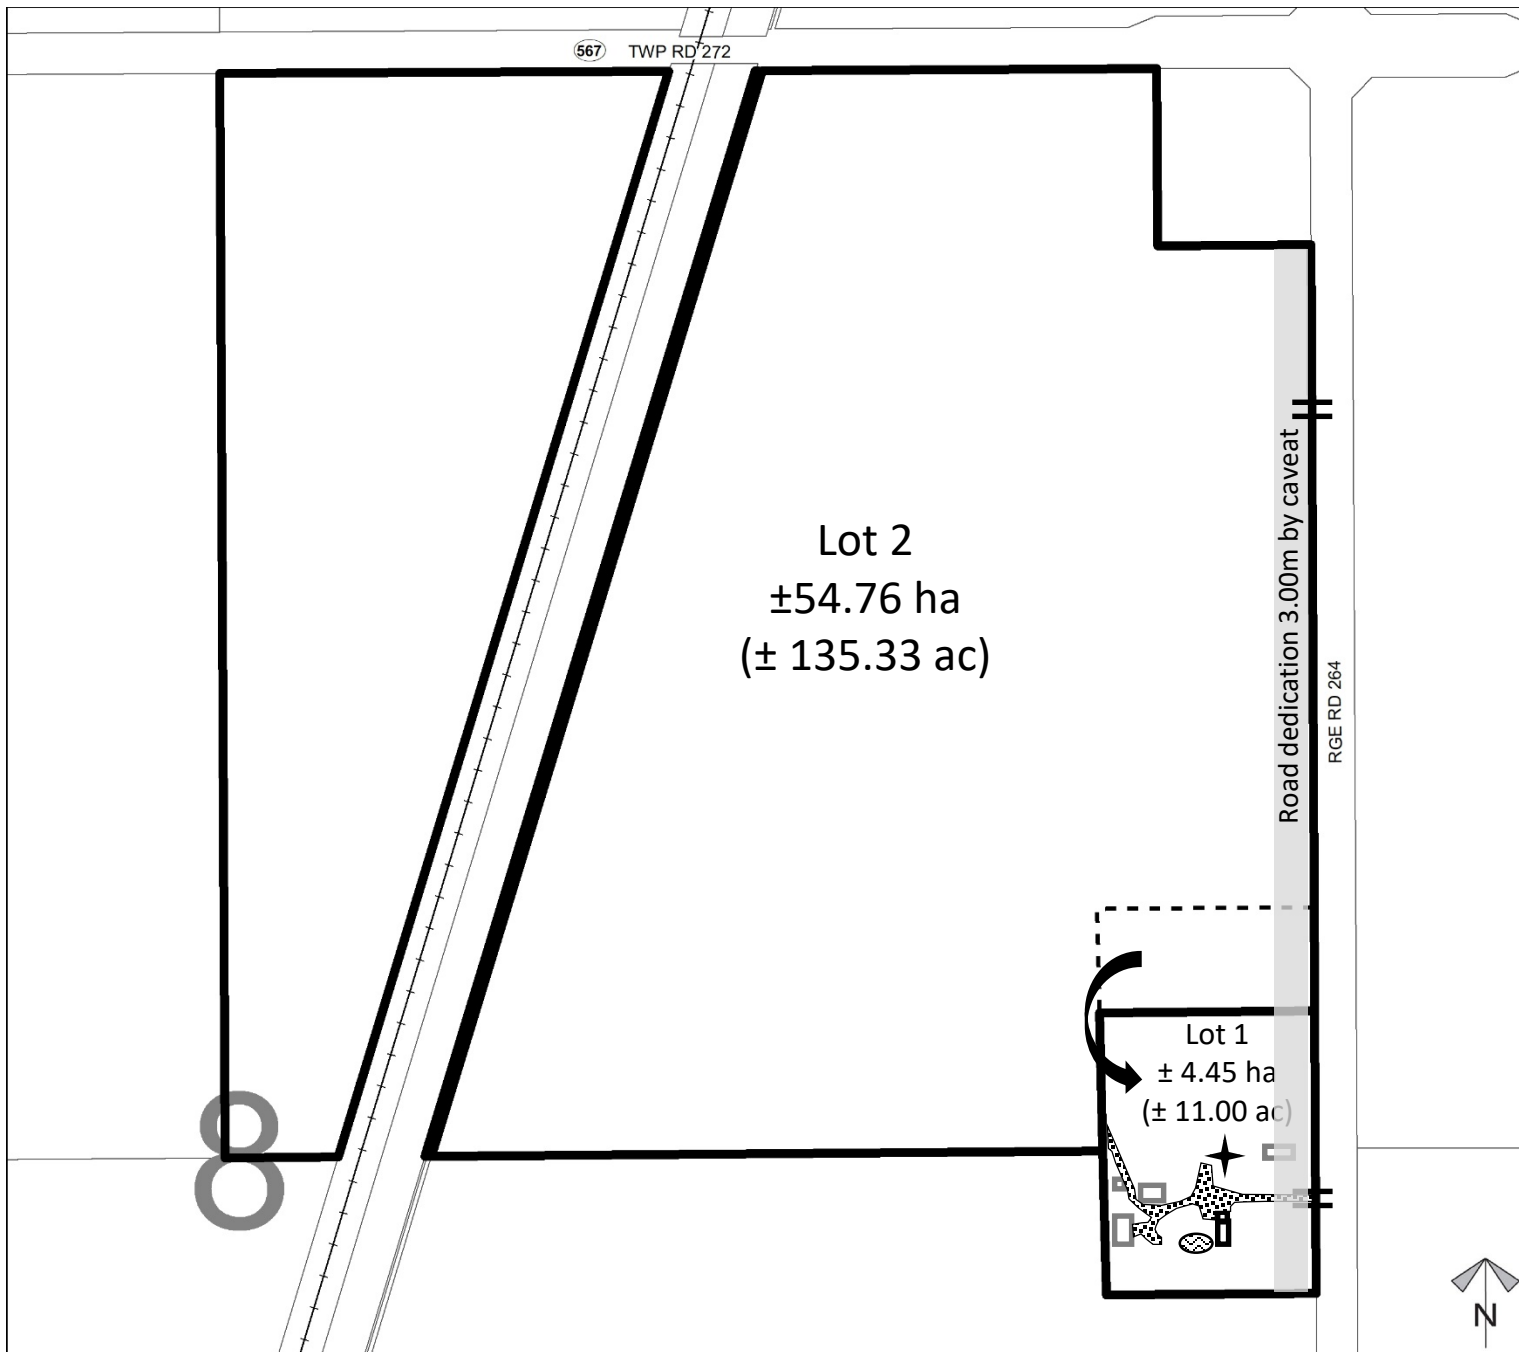 567 TWP RD 272
Lot 2
±54.76 ha
(± 135.33 ac)
Road dedication 3.00m by caveat
RGE RD 264
Lot 1
± 4.45 ha
(± 11.00 ac)
8
N